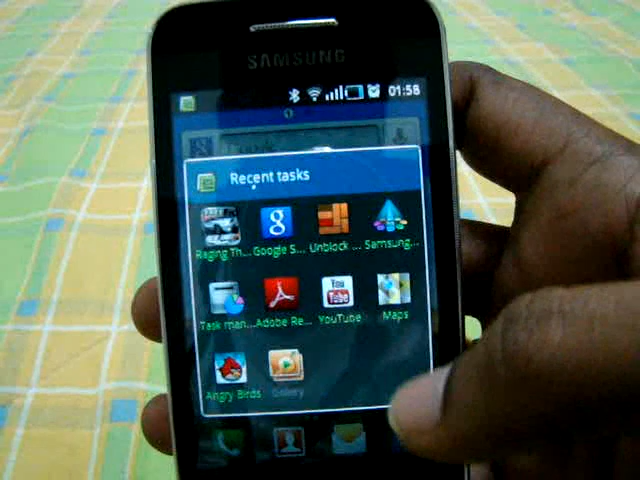 SAMSUNG
01:58
Recent tasks
Raging Th... Google S... Unblock ... Samsung...
Task man... Adobe Re... YouTube Maps
Angry Birds Gallery